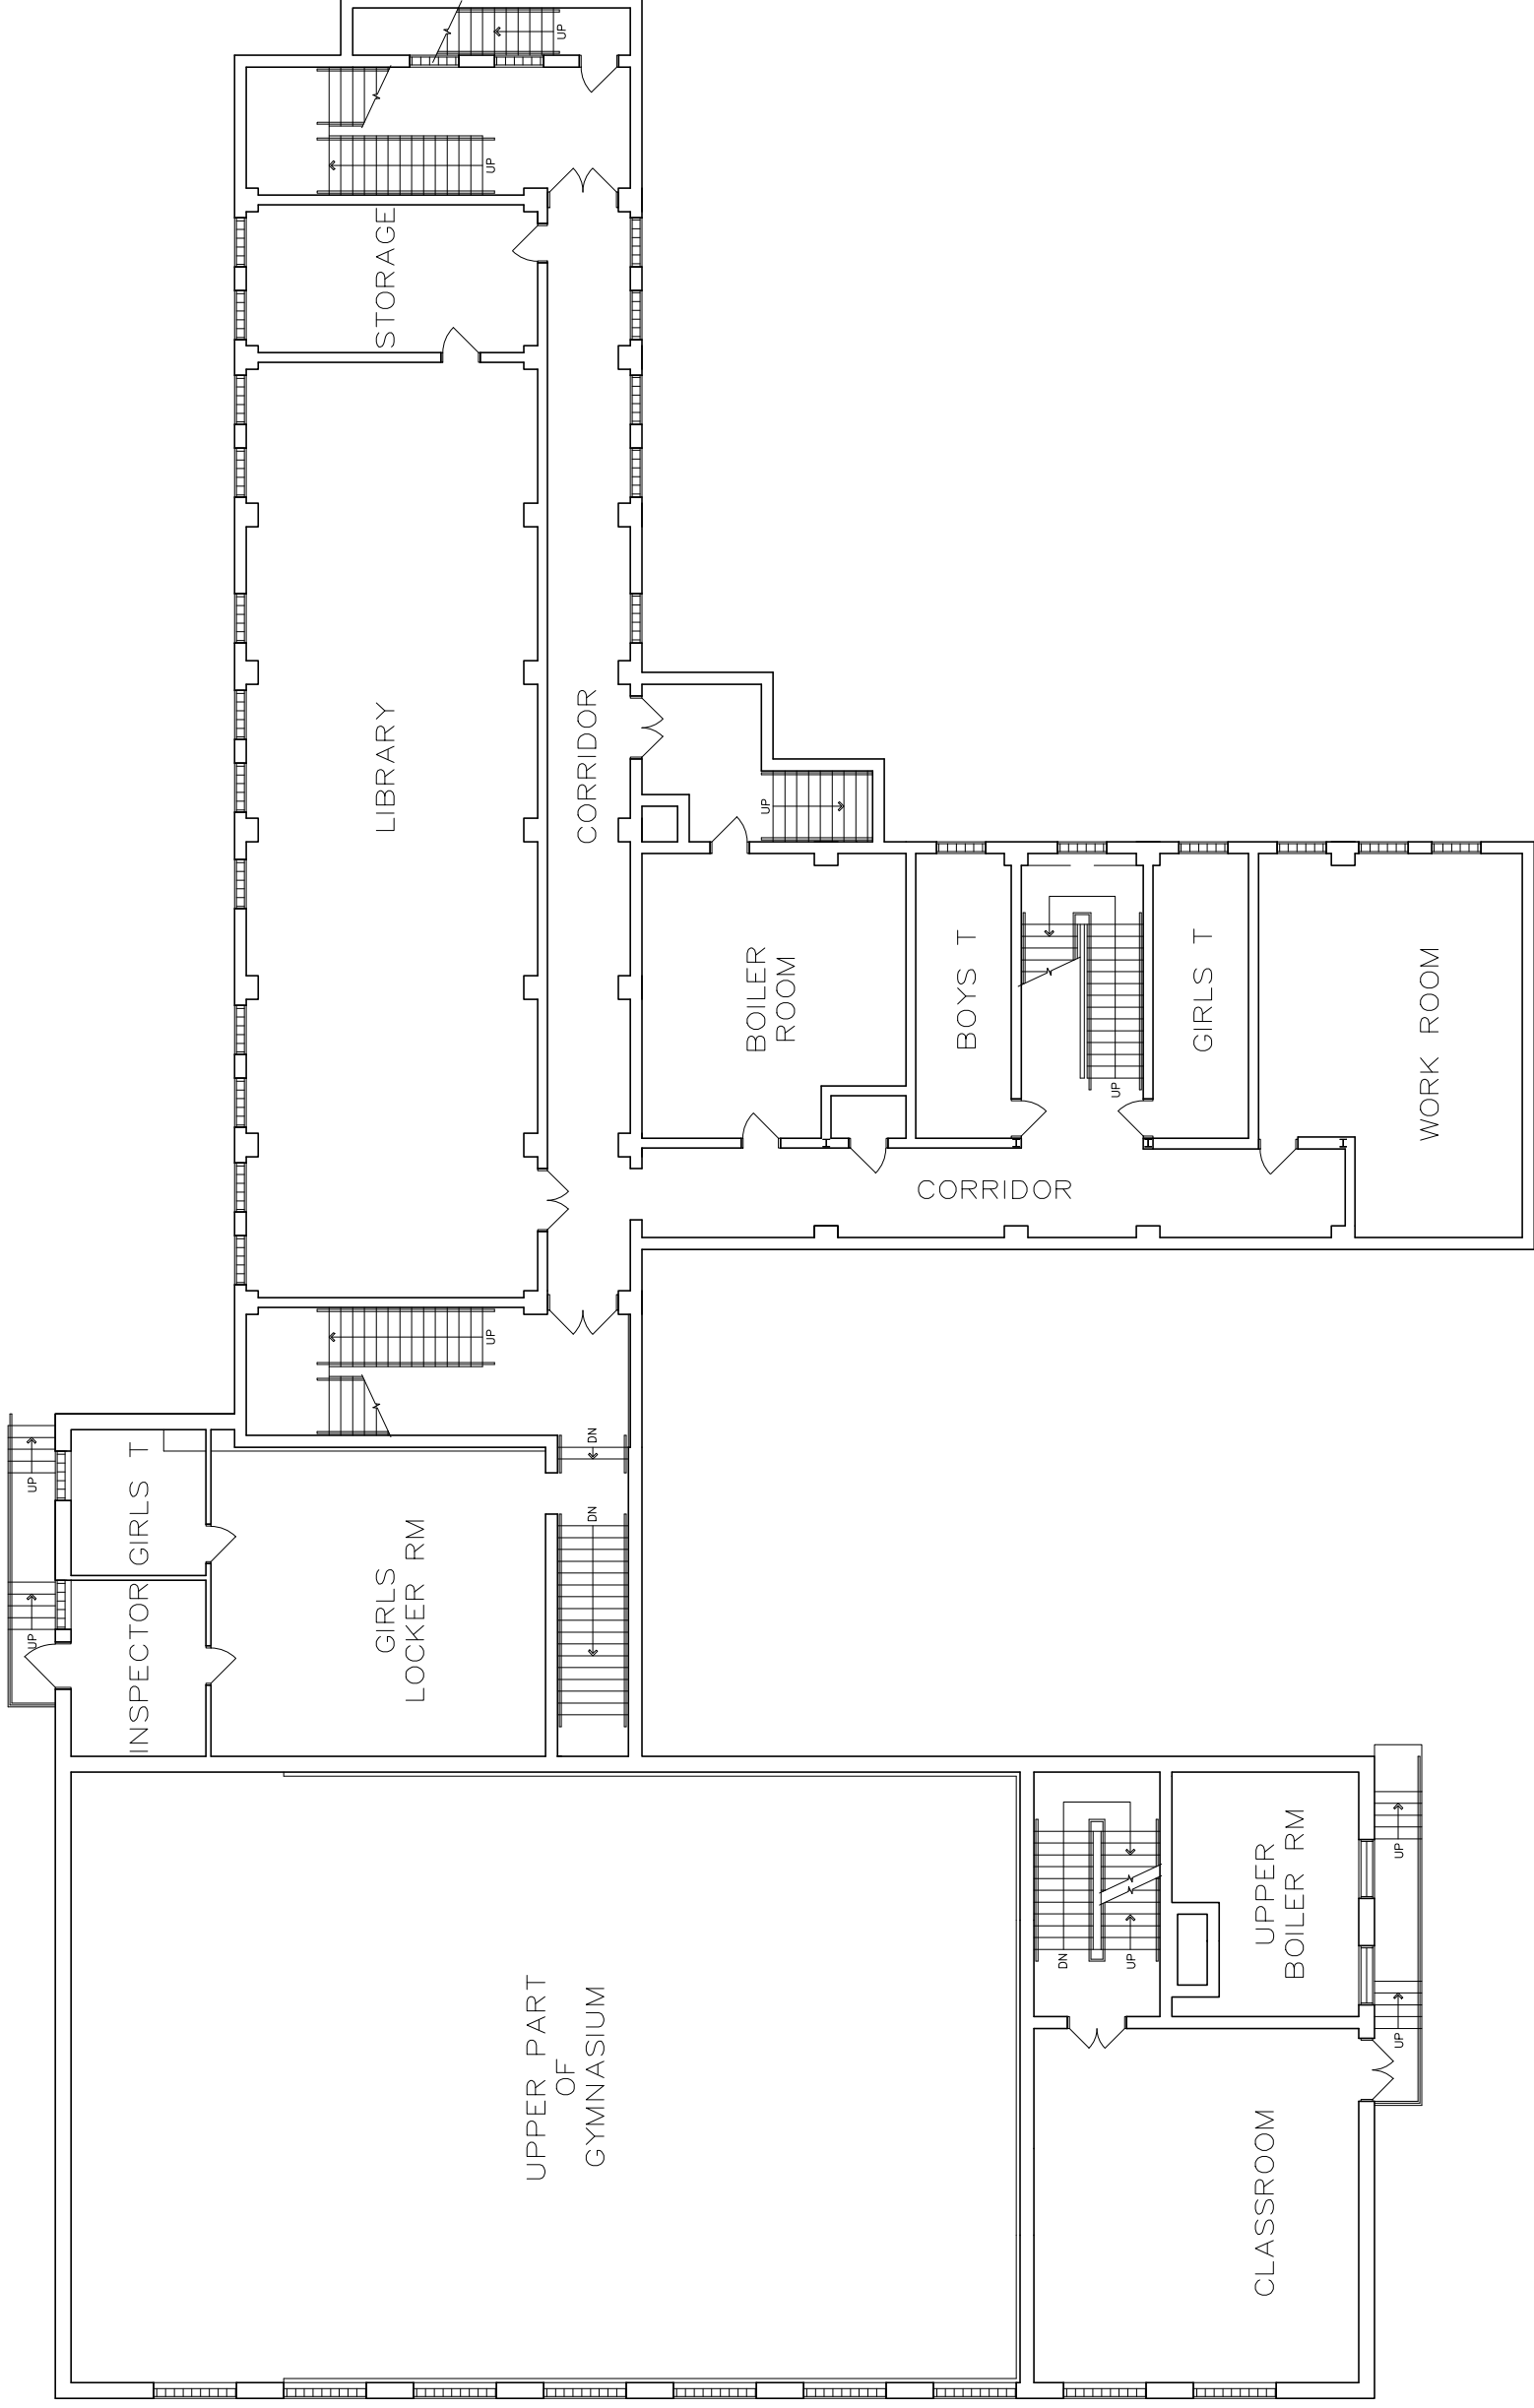 UP
UP
STORAGE
LIBRARY
CORRIDOR
UP
BOILER
ROOM
BOYS T
UP
GIRLS T
WORK ROOM
CORRIDOR
UP
DN
DN
UP
UP
GIRLS T
INSPECTOR
GIRLS
LOCKER RM
UPPER PART
OF
GYMNASIUM
DN
UP
UPPER
BOILER RM
UP
UP
CLASSROOM